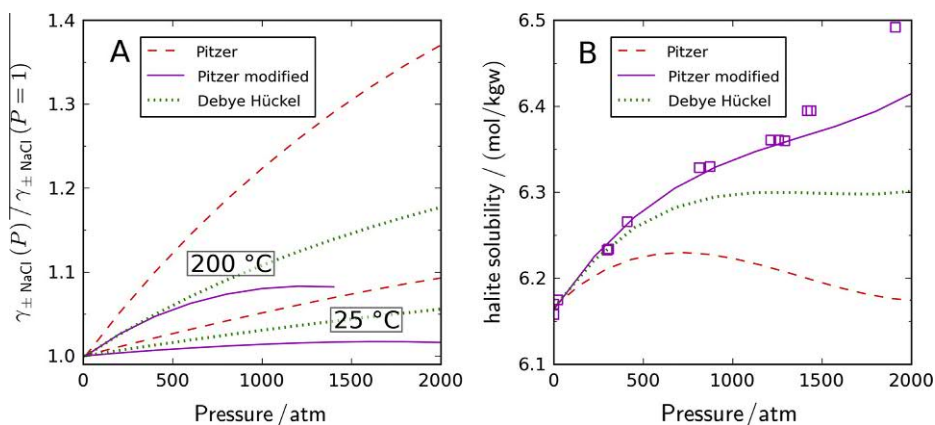 A
Pitzer
Pitzer modified
Debye Hückel
200 °C
25 °C
1.4
1.3
1.2
1.1
1.0
0
500
1000
1500
2000
Pressure / atm
γ± NaCl (P) / γ± NaCl (P = 1)
B
Pitzer
Pitzer modified
Debye Hückel
6.5
6.4
6.3
6.2
6.1
0
500
1000
1500
2000
Pressure / atm
halite solubility / (mol/kgw)